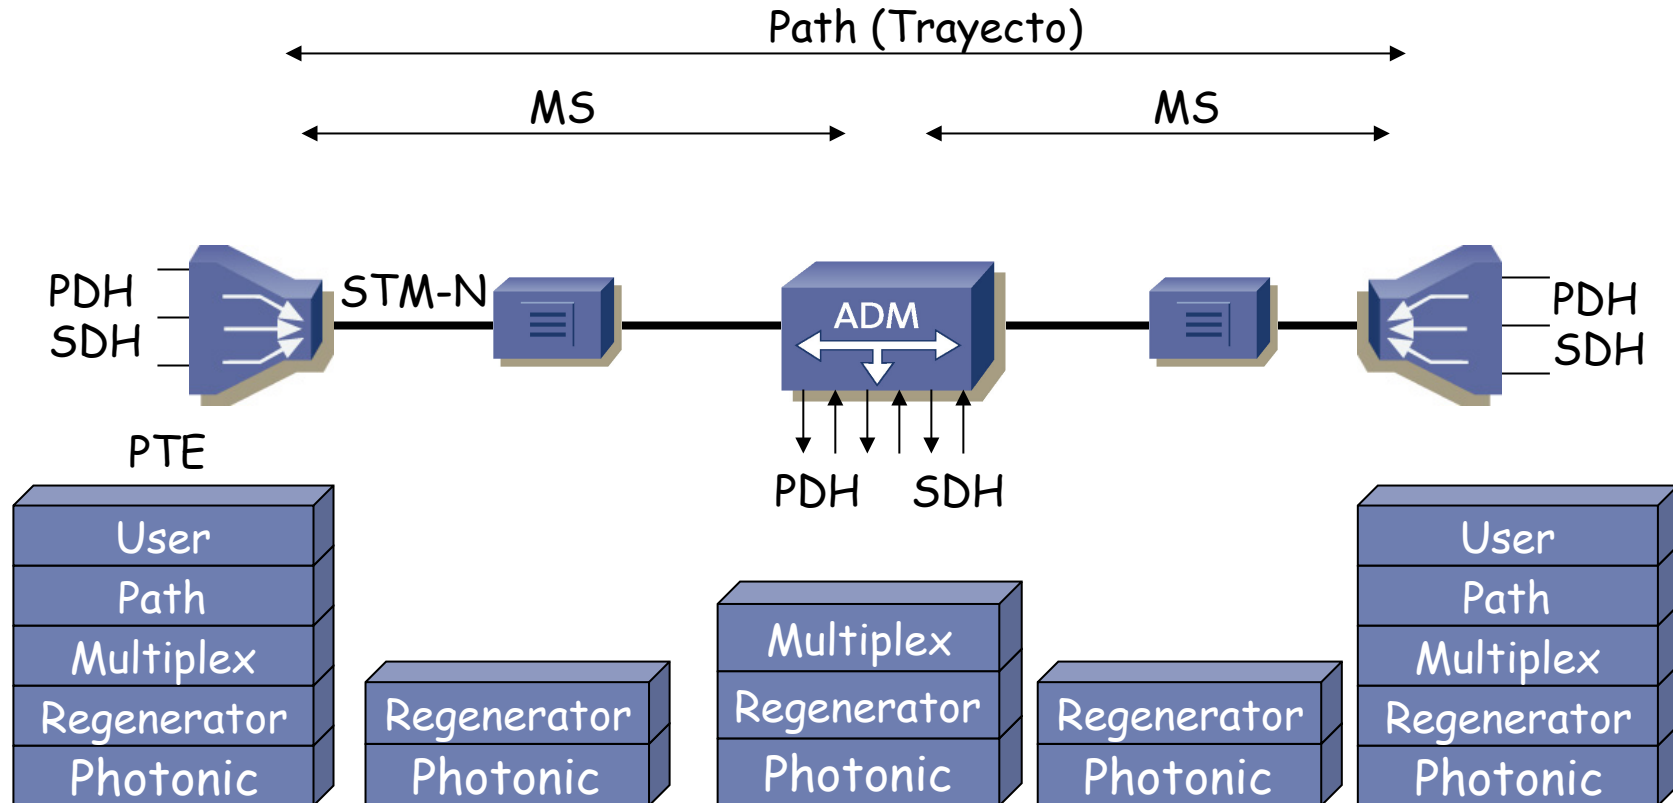 Path (Trayecto)
MS
MS
PDH
SDH
STM-N
ADM
PDH
SDH
PTE
PDH SDH
User
Path
Multiplex
Regenerator
Photonic
Regenerator
Photonic
Multiplex
Regenerator
Photonic
Regenerator
Photonic
User
Path
Multiplex
Regenerator
Photonic